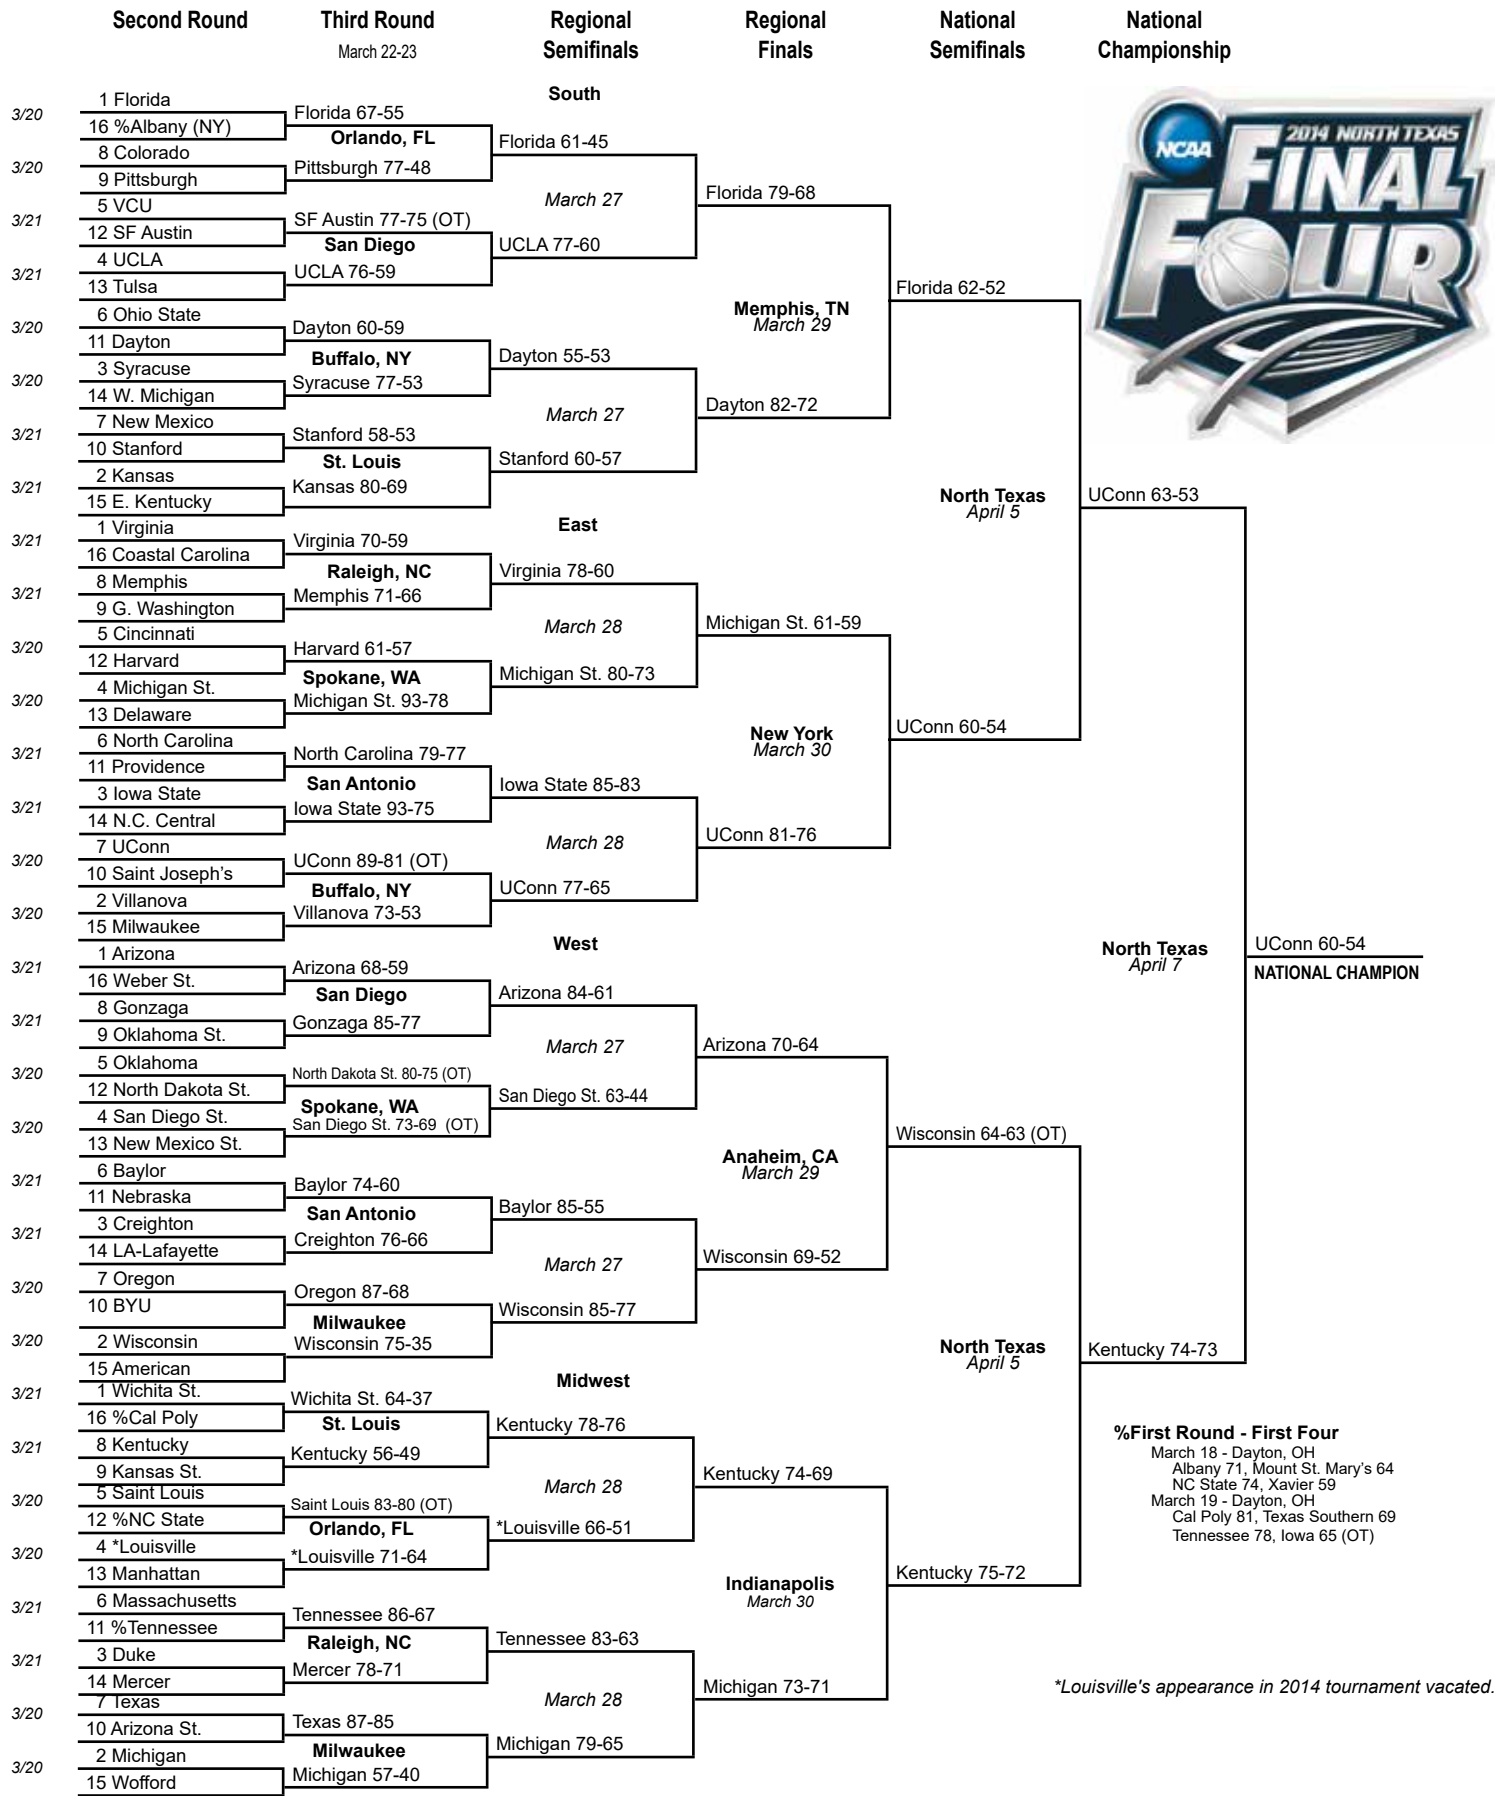 Second Round
Third Round
March 22-23
Regional
Semifinals
Regional
Finals
National
Semifinals
National
Championship
NCAA
2014 NORTH TEXAS
FINAL
FOUR
South
3/20
1 Florida
16 %Albany (NY)
Florida 67-55
Orlando, FL
3/20
8 Colorado
9 Pittsburgh
Pittsburgh 77-48
Florida 61-45
March 27
3/21
5 VCU
12 SF Austin
SF Austin 77-75 (OT)
San Diego
3/21
4 UCLA
13 Tulsa
UCLA 76-59
UCLA 77-60
Florida 79-68
Memphis, TN
March 29
3/20
6 Ohio State
11 Dayton
Dayton 60-59
Buffalo, NY
3/20
3 Syracuse
14 W. Michigan
Syracuse 77-53
Dayton 55-53
March 27
3/21
7 New Mexico
10 Stanford
Stanford 58-53
St. Louis
3/21
2 Kansas
15 E. Kentucky
Kansas 80-69
Stanford 60-57
Dayton 82-72
Florida 62-52
North Texas
April 5
East
3/21
1 Virginia
16 Coastal Carolina
Virginia 70-59
Raleigh, NC
3/21
8 Memphis
9 G. Washington
Memphis 71-66
Virginia 78-60
March 28
3/20
5 Cincinnati
12 Harvard
Harvard 61-57
Spokane, WA
3/20
4 Michigan St.
13 Delaware
Michigan St. 93-78
Michigan St. 80-73
Michigan St. 61-59
New York
March 30
3/21
6 North Carolina
11 Providence
North Carolina 79-77
San Antonio
3/21
3 Iowa State
14 N.C. Central
Iowa State 93-75
Iowa State 85-83
March 28
3/20
7 UConn
10 Saint Joseph's
UConn 89-81 (OT)
Buffalo, NY
3/20
2 Villanova
15 Milwaukee
Villanova 73-53
UConn 77-65
UConn 81-76
UConn 60-54
UConn 63-53
North Texas
April 7
UConn 60-54
NATIONAL CHAMPION
West
3/21
1 Arizona
16 Weber St.
Arizona 68-59
San Diego
3/21
8 Gonzaga
9 Oklahoma St.
Gonzaga 85-77
Arizona 84-61
March 27
3/20
5 Oklahoma
12 North Dakota St.
North Dakota St. 80-75 (OT)
Spokane, WA
3/20
4 San Diego St.
13 New Mexico St.
San Diego St. 73-69 (OT)
San Diego St. 63-44
Arizona 70-64
Anaheim, CA
March 29
3/21
6 Baylor
11 Nebraska
Baylor 74-60
San Antonio
3/21
3 Creighton
14 LA-Lafayette
Creighton 76-66
Baylor 85-55
March 27
3/20
7 Oregon
10 BYU
Oregon 87-68
Milwaukee
3/20
2 Wisconsin
15 American
Wisconsin 75-35
Wisconsin 85-77
Wisconsin 69-52
Wisconsin 64-63 (OT)
North Texas
April 5
Kentucky 74-73
Midwest
3/21
1 Wichita St.
16 %Cal Poly
Wichita St. 64-37
St. Louis
3/21
8 Kentucky
9 Kansas St.
Kentucky 56-49
Kentucky 78-76
March 28
3/20
5 Saint Louis
12 %NC State
Saint Louis 83-80 (OT)
Orlando, FL
3/20
4 *Louisville
13 Manhattan
*Louisville 71-64
*Louisville 66-51
Kentucky 74-69
Indianapolis
March 30
3/21
6 Massachusetts
11 %Tennessee
Tennessee 86-67
Raleigh, NC
3/21
3 Duke
14 Mercer
Mercer 78-71
Tennessee 83-63
March 28
3/20
7 Texas
10 Arizona St.
Texas 87-85
Milwaukee
3/20
2 Michigan
15 Wofford
Michigan 57-40
Michigan 79-65
Michigan 73-71
Kentucky 75-72
%First Round - First Four
March 18 - Dayton, OH
Albany 71, Mount St. Mary's 64
NC State 74, Xavier 59
March 19 - Dayton, OH
Cal Poly 81, Texas Southern 69
Tennessee 78, Iowa 65 (OT)
*Louisville's appearance in 2014 tournament vacated.